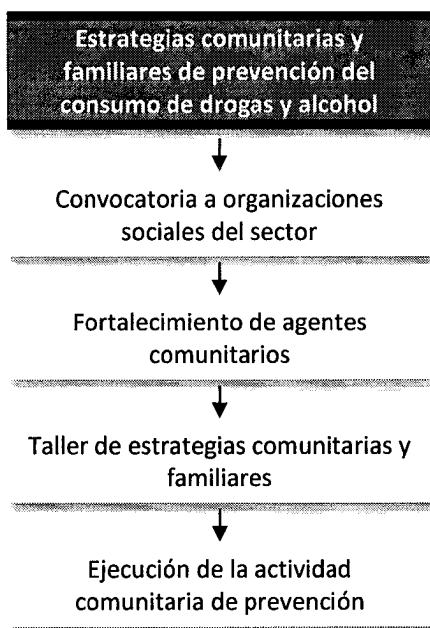 Estrategias comunitarias y
familiares de prevención del
consumo de drogas y alcohol
Convocatoria a organizaciones
sociales del sector
Fortalecimiento de agentes
comunitarios
Taller de estrategias comunitarias y
familiares
Ejecución de la actividad
comunitaria de prevención